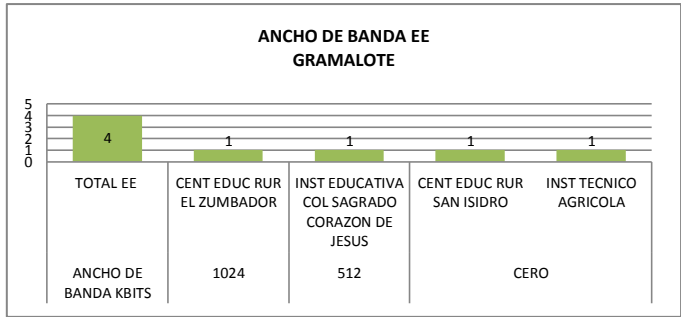 ANCHO DE BANDA EE
GRAMALOTE
5
4
3
2
1
0
4
1
1
1
1
TOTAL EE
CENT EDUC RUR
EL ZUMBADOR
INST EDUCATIVA
COL SAGRADO
CORAZON DE
JESUS
CENT EDUC RUR
SAN ISIDRO
INST TECNICO
AGRICOLA
ANCHO DE
BANDA KBITS
1024
512
CERO